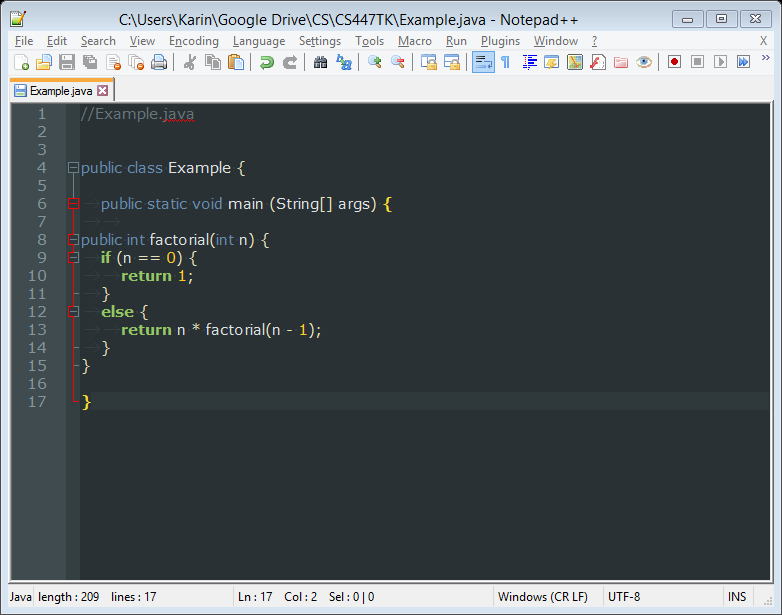 C:\Users\Karin\Google Drive\CS\CS447TK\Example.java - Notepad++
File Edit Search View Encoding Language Settings Tools Macro Run Plugins Window ? X
Example.java
1 //Example.java
2
3
4 public class Example {
5
6 public static void main (String[] args) {
7
8 public int factorial(int n) {
9 if (n == 0) {
10 return 1;
11 }
12 else {
13 return n * factorial(n - 1);
14 }
15 }
16
17 }
Java length : 209 lines : 17 Ln : 17 Col : 2 Sel : 0 | 0 Windows (CR LF) UTF-8 INS